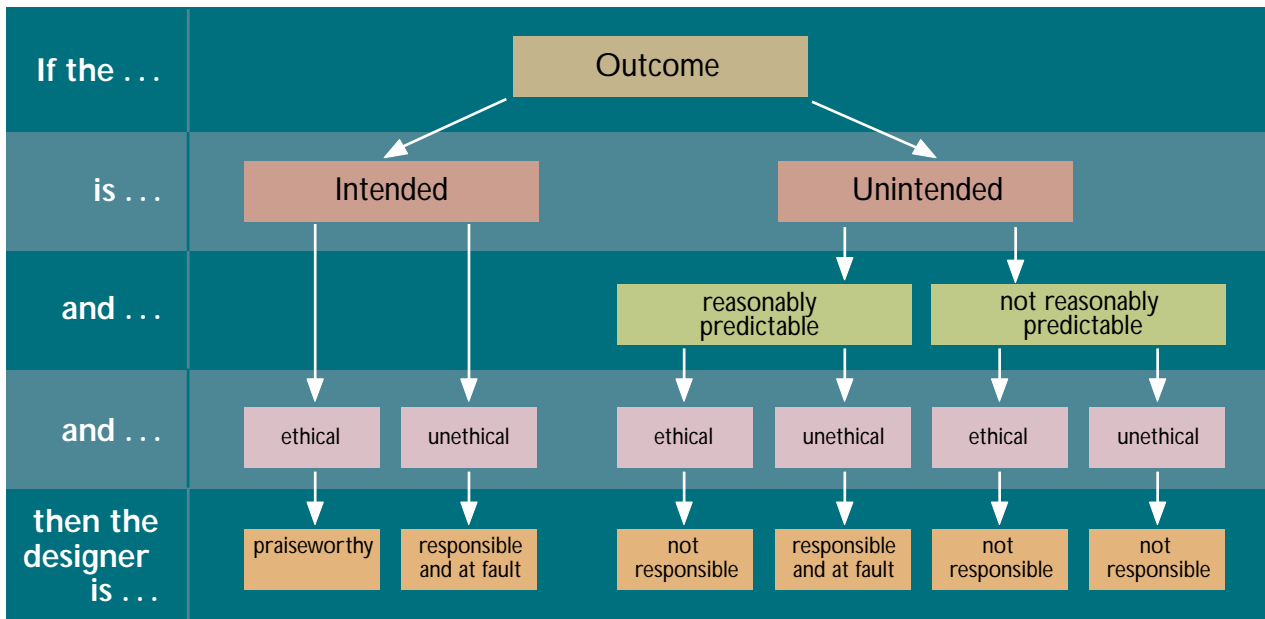 If the . . .
Outcome
is . . .
Intended
Unintended
and . . .
reasonably
predictable
not reasonably
predictable
and . . .
ethical
unethical
ethical
unethical
ethical
unethical
then the
designer
is . . .
praiseworthy
responsible
and at fault
not
responsible
responsible
and at fault
not
responsible
not
responsible